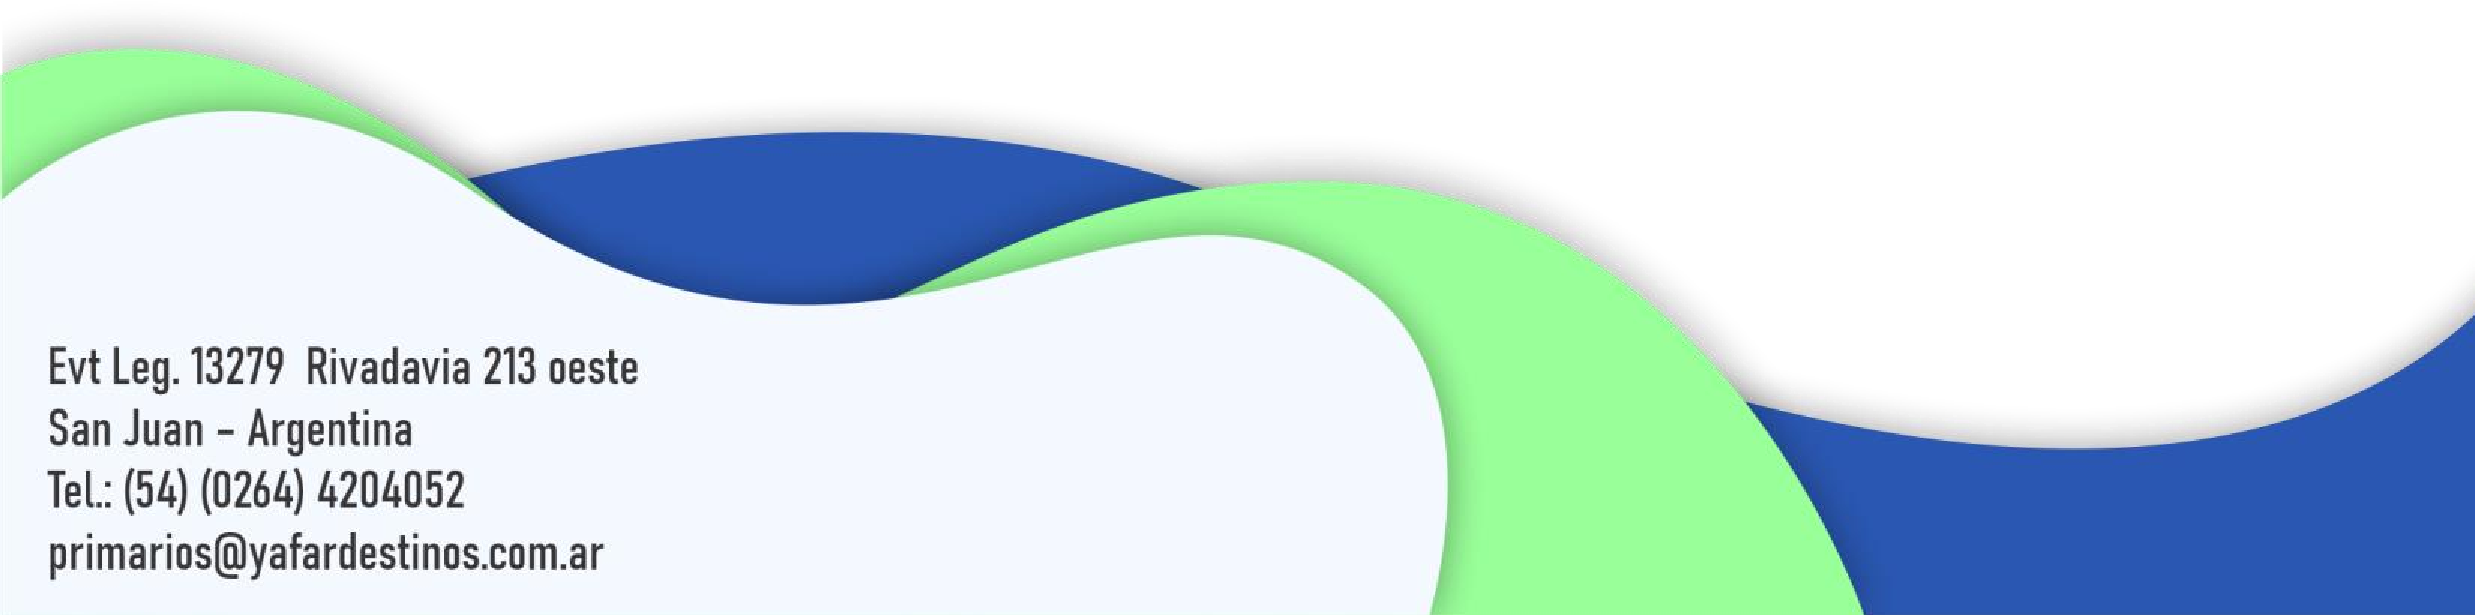 Evt Leg. 13279  Rivadavia 213 oeste
San Juan - Argentina
Tel.: (54) (0264) 4204052
primarios@yafardestinos.com.ar